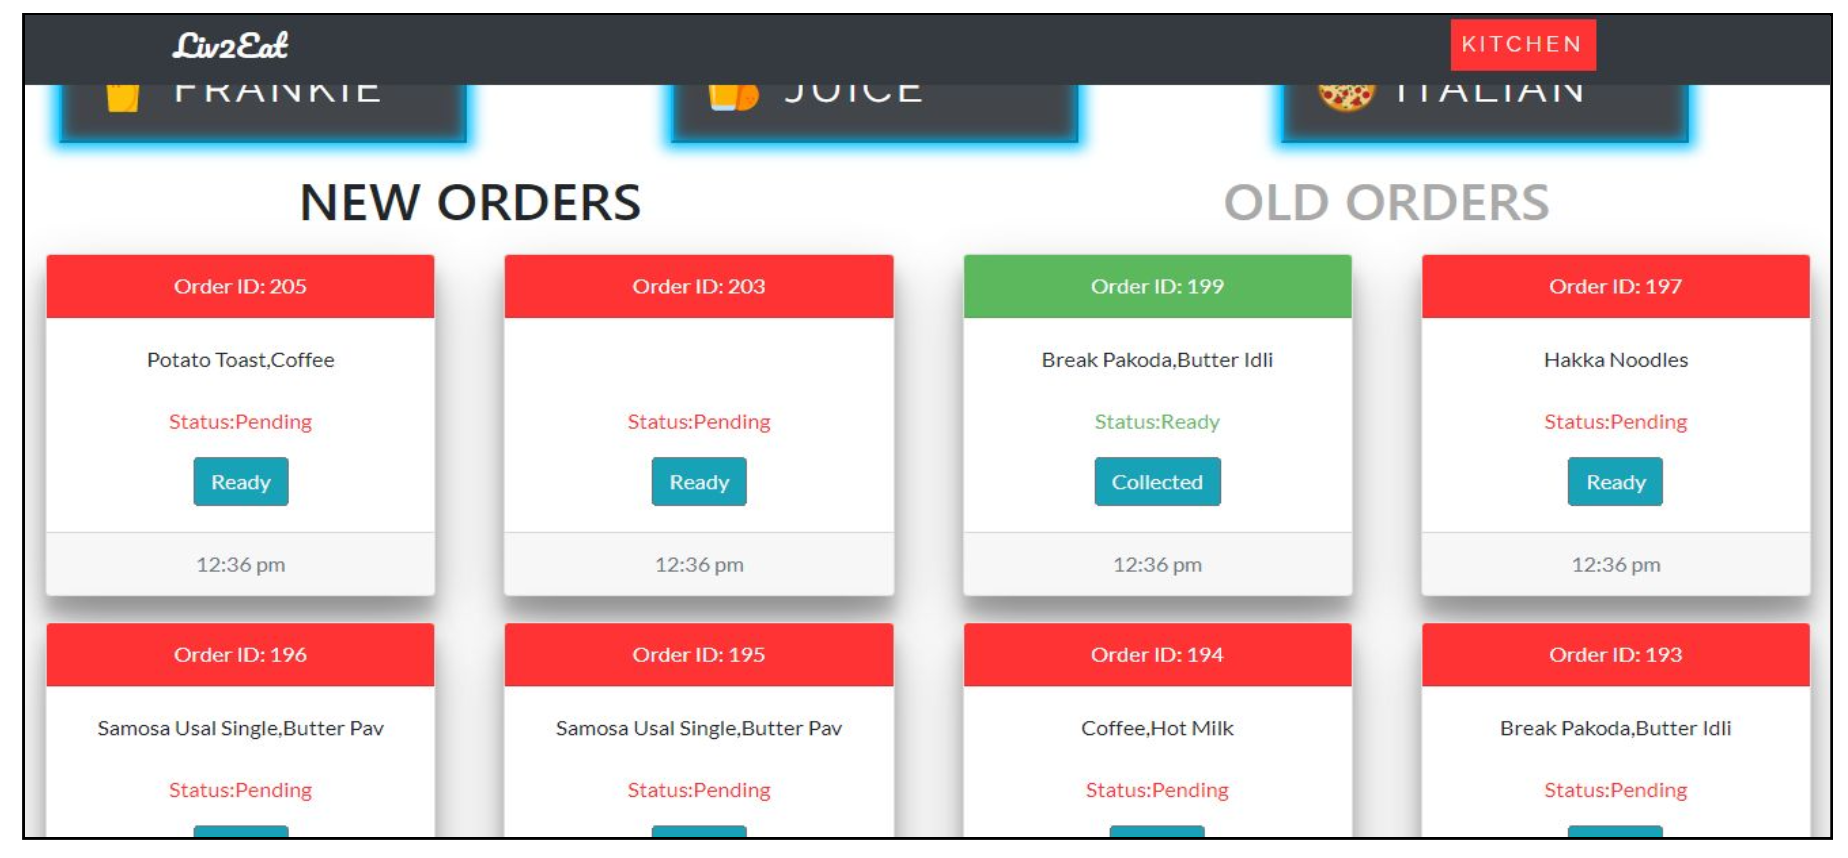 Liv2Eat
KITCHEN
FRANKIE
JUICE
ITALIAN
NEW ORDERS
OLD ORDERS
Order ID: 205
Potato Toast,Coffee
Status:Pending
Ready
12:36 pm
Order ID: 203
Status:Pending
Ready
12:36 pm
Order ID: 199
Break Pakoda,Butter Idli
Status:Ready
Collected
12:36 pm
Order ID: 197
Hakka Noodles
Status:Pending
Ready
12:36 pm
Order ID: 196
Samosa Usal Single,Butter Pav
Status:Pending
Order ID: 195
Samosa Usal Single,Butter Pav
Status:Pending
Order ID: 194
Coffee,Hot Milk
Status:Pending
Order ID: 193
Break Pakoda,Butter Idli
Status:Pending